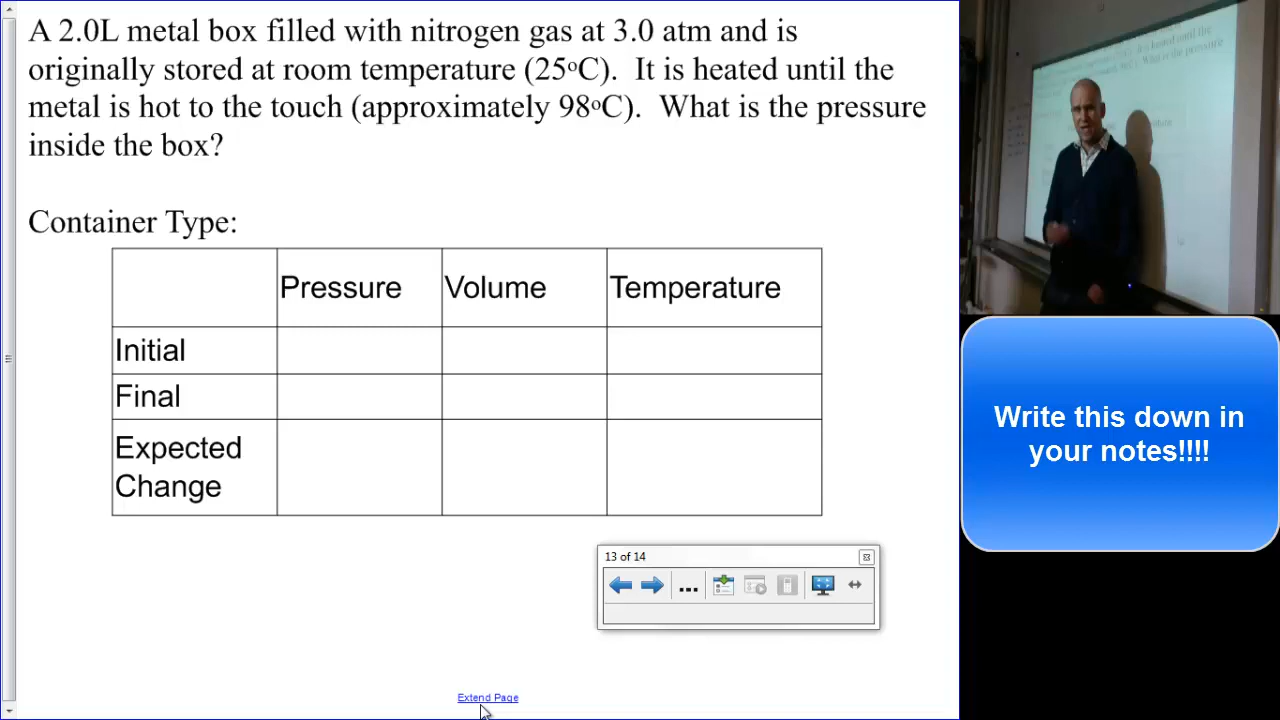 A 2.0L metal box filled with nitrogen gas at 3.0 atm and is
originally stored at room temperature (25°C).  It is heated until the
metal is hot to the touch (approximately 98°C).  What is the pressure
inside the box?
Container Type:
Pressure Volume Temperature
Initial
Final
Expected
Change
13 of 14
Extend Page
Write this down in
your notes!!!!